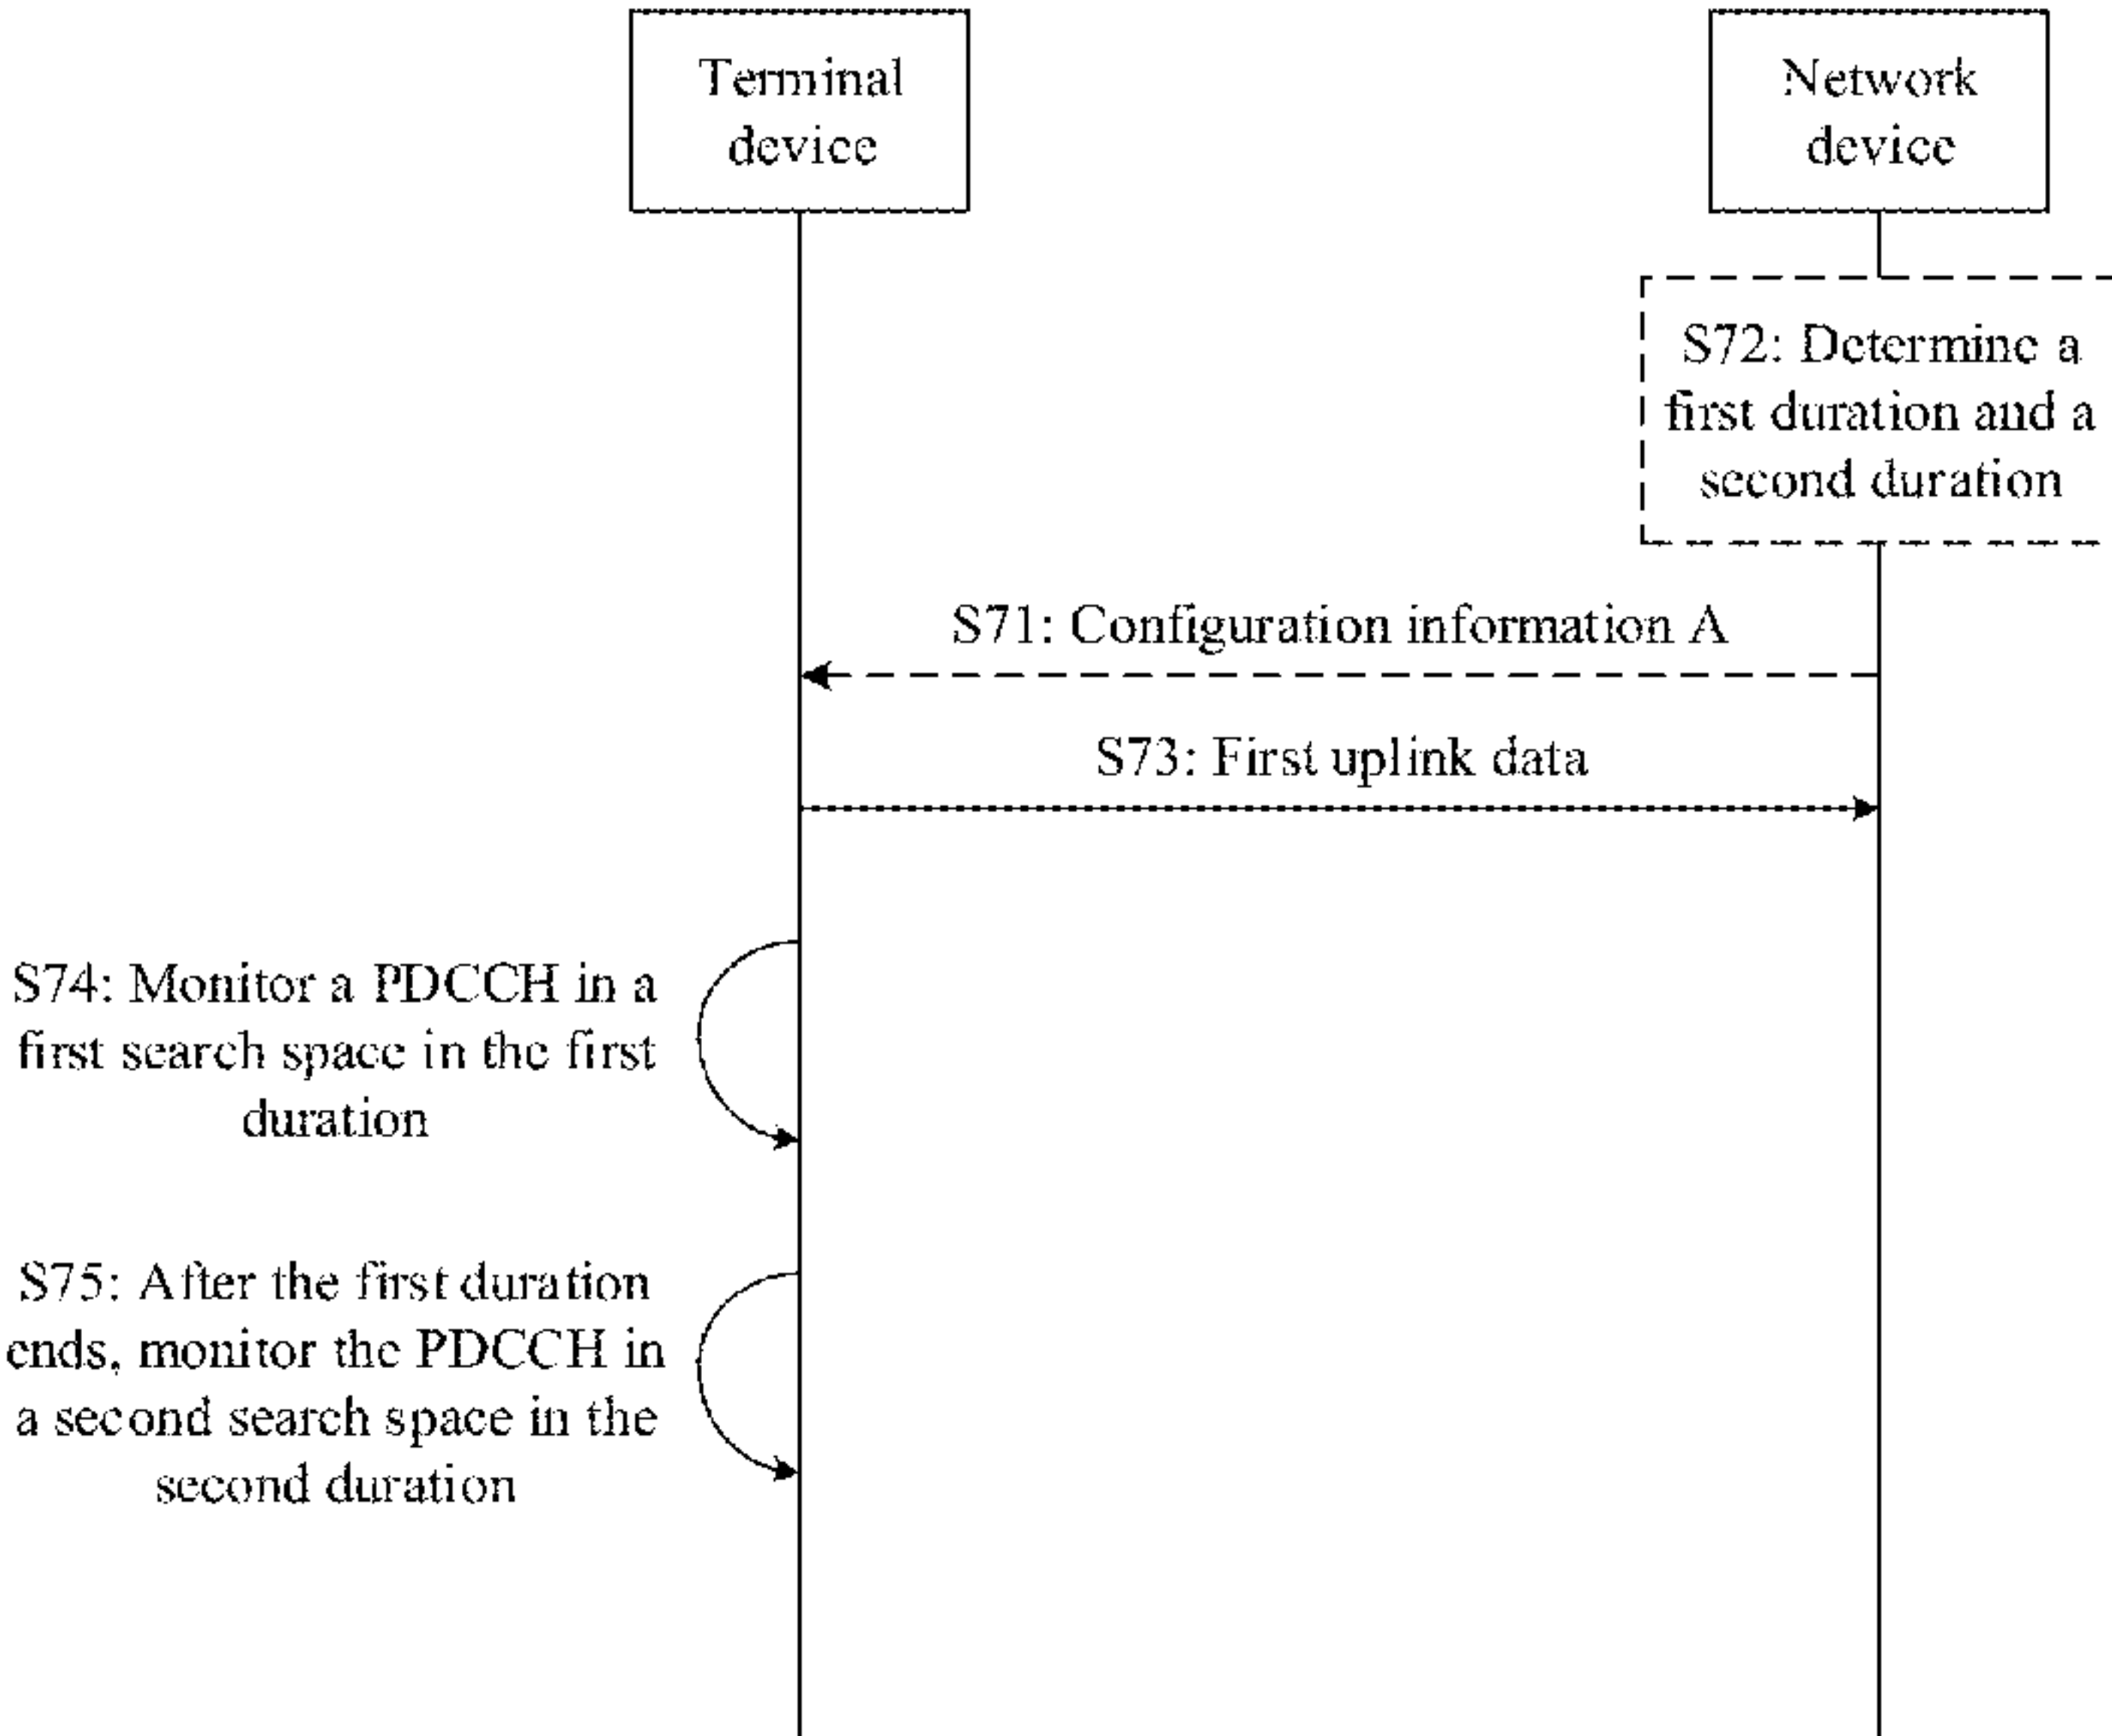 Terminal
device
Network
device
S72: Determine a
first duration and a
second duration
S71: Configuration information A
S73: First uplink data
S74: Monitor a PDCCH in a
first search space in the first
duration
S75: After the first duration
ends, monitor the PDCCH in
a second search space in the
second duration